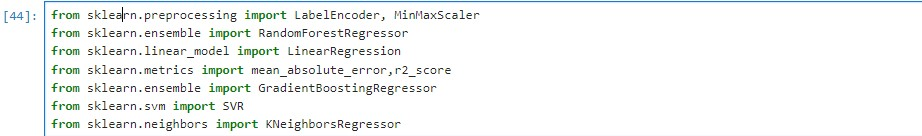 [44]: from sklearn.preprocessing import LabelEncoder, MinMaxScaler
from sklearn.ensemble import RandomForestRegressor
from sklearn.linear_model import LinearRegression
from sklearn.metrics import mean_absolute_error,r2_score
from sklearn.ensemble import GradientBoostingRegressor
from sklearn.svm import SVR
from sklearn.neighbors import KNeighborsRegressor